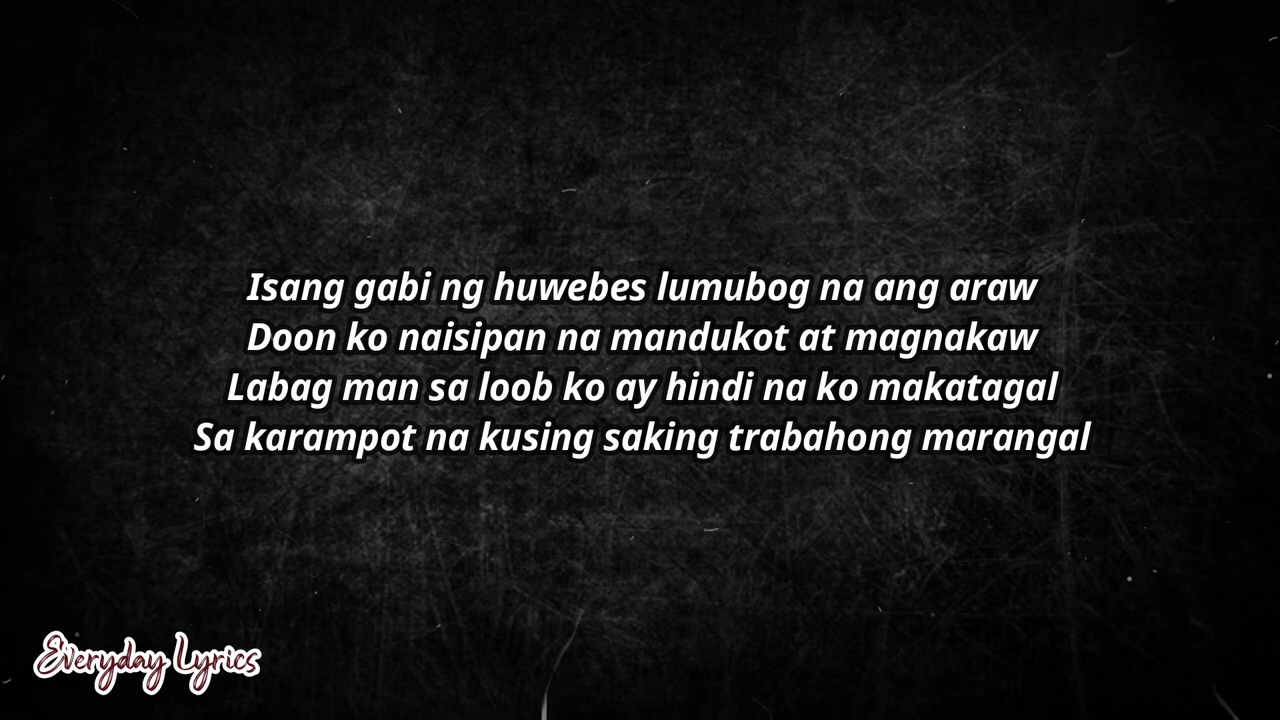 Isang gabi ng huwebes lumubog na ang araw
Doon ko naisipan na mandukot at magnakaw
Labag man sa loob ko ay hindi na ko makatagal
Sa karampot na kusing saking trabahong marangal
Everyday Lyrics